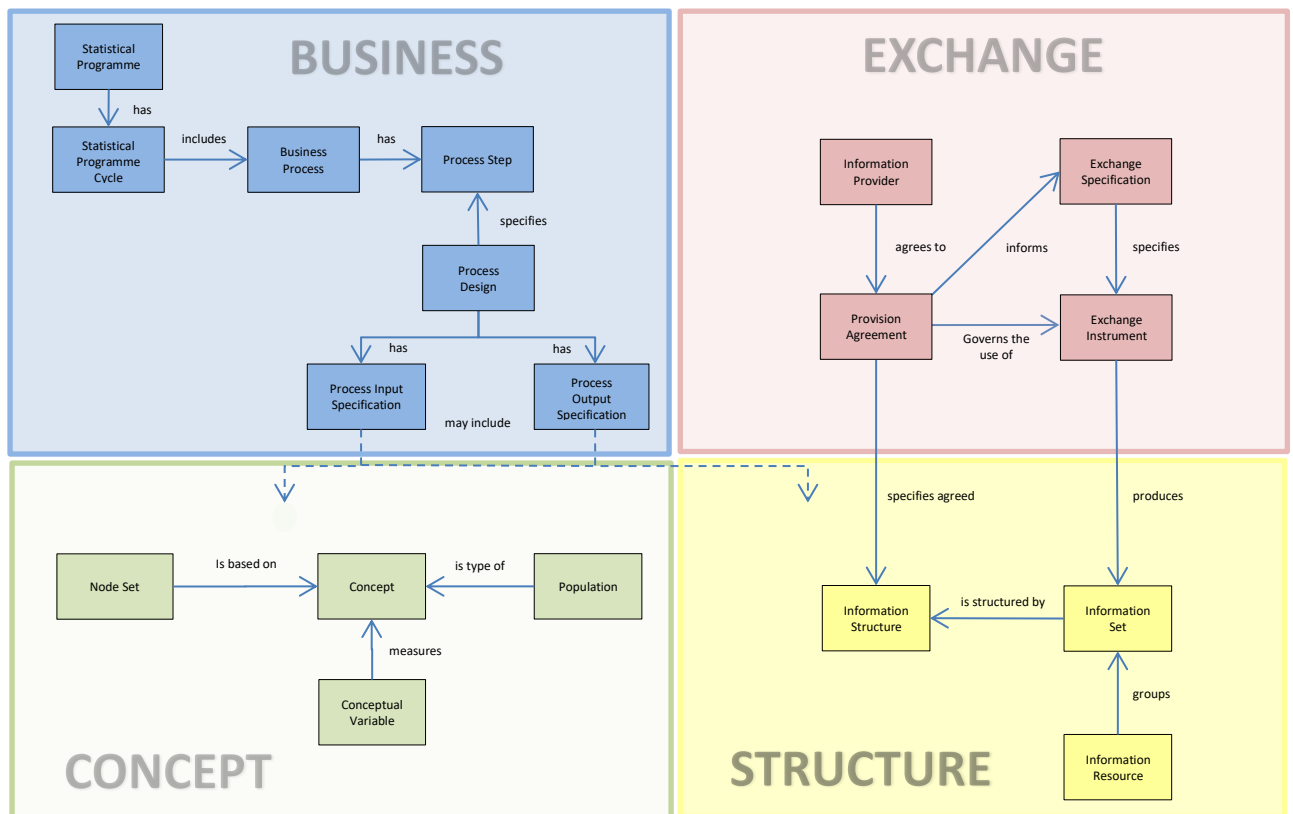 BUSINESS
Statistical
Programme
has
Statistical
Programme
Cycle
includes
Business
Process
has
Process Step
specifies
Process
Design
has
has
Process Input
Specification
may include
Process
Output
Specification
EXCHANGE
Information
Provider
Exchange
Specification
agrees to
informs
specifies
Provision
Agreement
Governs the
use of
Exchange
Instrument
Node Set
Is based on
Concept
is type of
Population
measures
Conceptual
Variable
CONCEPT
specifies agreed
produces
Information
Structure
is structured by
Information
Set
groups
STRUCTURE
Information
Resource